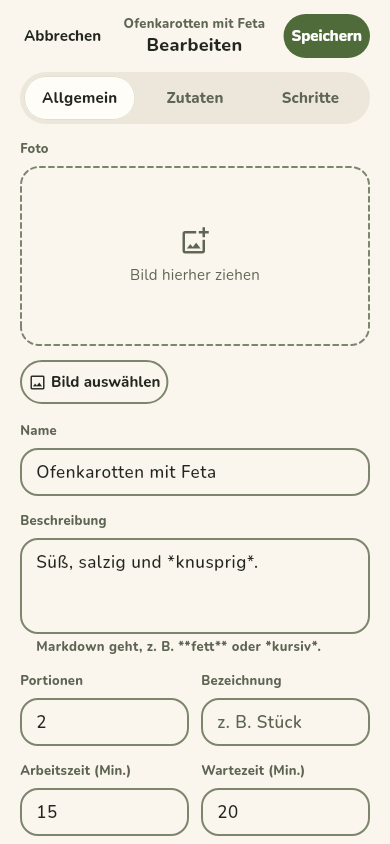 Abbrechen
Ofenkarotten mit Feta
Bearbeiten
Speichern
Allgemein
Zutaten
Schritte
Foto
Bild hierher ziehen
Bild auswählen
Name
Ofenkarotten mit Feta
Beschreibung
Süß, salzig und *knusprig*.
Markdown geht, z. B. **fett** oder *kursiv*.
Portionen
Bezeichnung
2
z. B. Stück
Arbeitszeit (Min.)
Wartezeit (Min.)
15
20